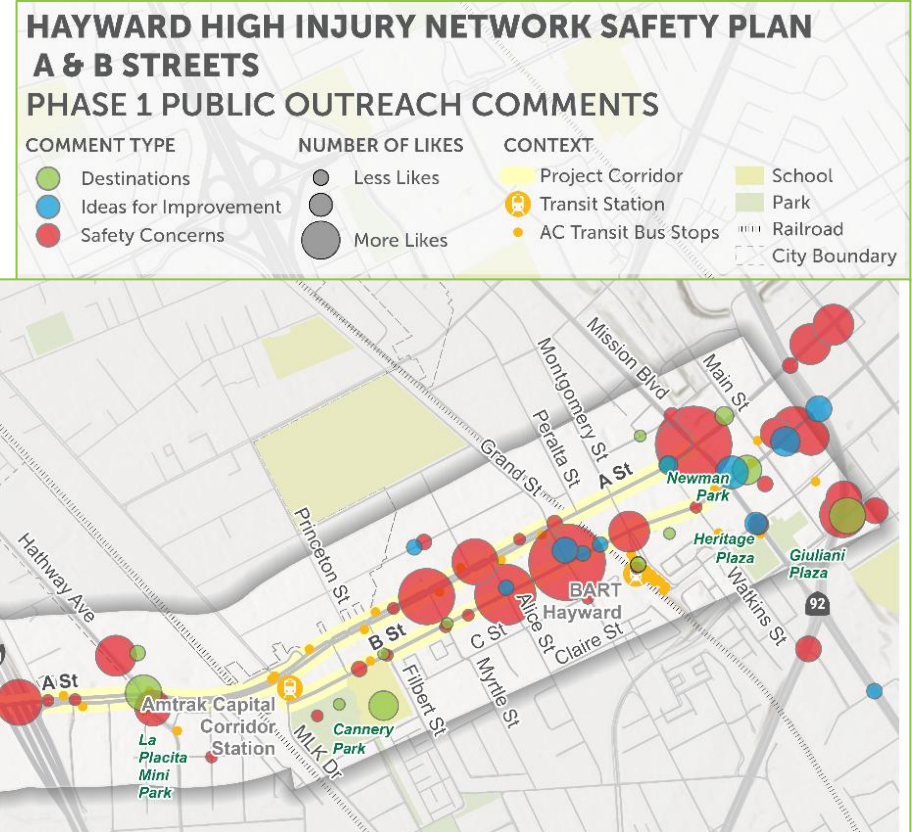 HAYWARD HIGH INJURY NETWORK SAFETY PLAN
A & B STREETS
PHASE 1 PUBLIC OUTREACH COMMENTS
COMMENT TYPE
Destinations
Ideas for Improvement
Safety Concerns
NUMBER OF LIKES
Less Likes
More Likes
CONTEXT
Project Corridor
Transit Station
AC Transit Bus Stops
School
Park
Railroad
City Boundary
Mission Blvd
Main St
Montgomery St
Peralta St
Grand St
A St
Newman
Park
Princeton St
Hathway Ave
Heritage
Plaza
Giuliani
Plaza
BART
Hayward
92
Watkins St
B St
C St
Alice St
Claire St
Myrtle St
Filbert St
A St
Amtrak Capital
Corridor
Station
La
Placita
Mini
Park
MLK Dr
Cannery
Park